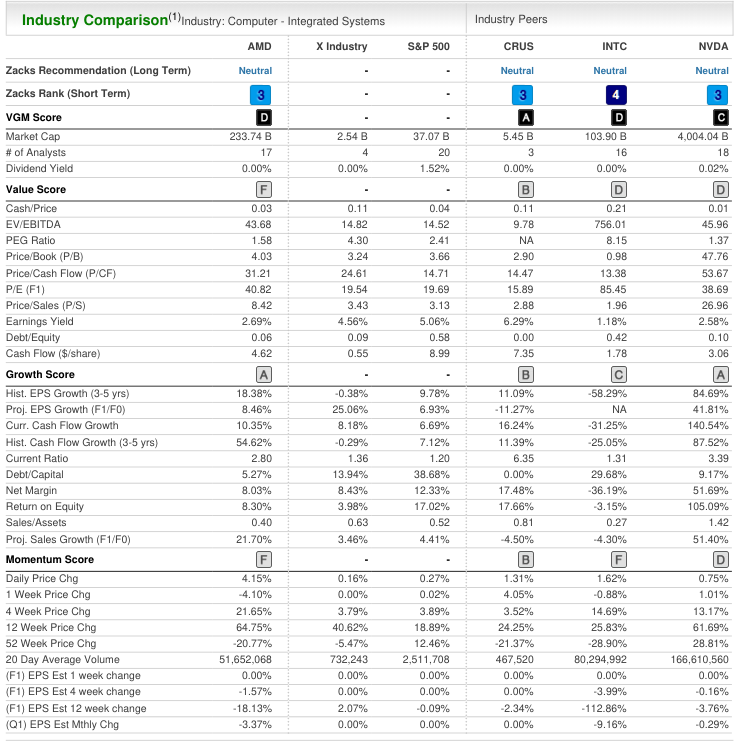 Industry Comparison(1)Industry: Computer - Integrated Systems Industry Peers
AMD X Industry S&P 500 CRUS INTC NVDA
Zacks Recommendation (Long Term) Neutral - - Neutral Neutral Neutral
Zacks Rank (Short Term) 3 - - 3 4 3
VGM Score D - - A D C
Market Cap 233.74 B 2.54 B 37.07 B 5.45 B 103.90 B 4,004.04 B
# of Analysts 17 4 20 3 16 18
Dividend Yield 0.00% 0.00% 1.52% 0.00% 0.00% 0.02%
Value Score F - - B D D
Cash/Price 0.03 0.11 0.04 0.11 0.21 0.01
EV/EBITDA 43.68 14.82 14.52 9.78 756.01 45.96
PEG Ratio 1.58 4.30 2.41 NA 8.15 1.37
Price/Book (P/B) 4.03 3.24 3.66 2.90 0.98 47.76
Price/Cash Flow (P/CF) 31.21 24.61 14.71 14.47 13.38 53.67
P/E (F1) 40.82 19.54 19.69 15.89 85.45 38.69
Price/Sales (P/S) 8.42 3.43 3.13 2.88 1.96 26.96
Earnings Yield 2.69% 4.56% 5.06% 6.29% 1.18% 2.58%
Debt/Equity 0.06 0.09 0.58 0.00 0.42 0.10
Cash Flow ($/share) 4.62 0.55 8.99 7.35 1.78 3.06
Growth Score A - - B C A
Hist. EPS Growth (3-5 yrs) 18.38% -0.38% 9.78% 11.09% -58.29% 84.69%
Proj. EPS Growth (F1/F0) 8.46% 25.06% 6.93% -11.27% NA 41.81%
Curr. Cash Flow Growth 10.35% 8.18% 6.69% 16.24% -31.25% 140.54%
Hist. Cash Flow Growth (3-5 yrs) 54.62% -0.29% 7.12% 11.39% -25.05% 87.52%
Current Ratio 2.80 1.36 1.20 6.35 1.31 3.39
Debt/Capital 5.27% 13.94% 38.68% 0.00% 29.68% 9.17%
Net Margin 8.03% 8.43% 12.33% 17.48% -36.19% 51.69%
Return on Equity 8.30% 3.98% 17.02% 17.66% -3.15% 105.09%
Sales/Assets 0.40 0.63 0.52 0.81 0.27 1.42
Proj. Sales Growth (F1/F0) 21.70% 3.46% 4.41% -4.50% -4.30% 51.40%
Momentum Score F - - B F D
Daily Price Chg 4.15% 0.16% 0.27% 1.31% 1.62% 0.75%
1 Week Price Chg -4.10% 0.00% 0.02% 4.05% -0.88% 1.01%
4 Week Price Chg 21.65% 3.79% 3.89% 3.52% 14.69% 13.17%
12 Week Price Chg 64.75% 40.62% 18.89% 24.25% 25.83% 61.69%
52 Week Price Chg -20.77% -5.47% 12.46% -21.37% -28.90% 28.81%
20 Day Average Volume 51,652,068 732,243 2,511,708 467,520 80,294,992 166,610,560
(F1) EPS Est 1 week change 0.00% 0.00% 0.00% 0.00% 0.00% 0.00%
(F1) EPS Est 4 week change -1.57% 0.00% 0.00% 0.00% -3.99% -0.16%
(F1) EPS Est 12 week change -18.13% 2.07% -0.09% -2.34% -112.86% -3.76%
(Q1) EPS Est Mthly Chg -3.37% 0.00% 0.00% 0.00% -9.16% -0.29%